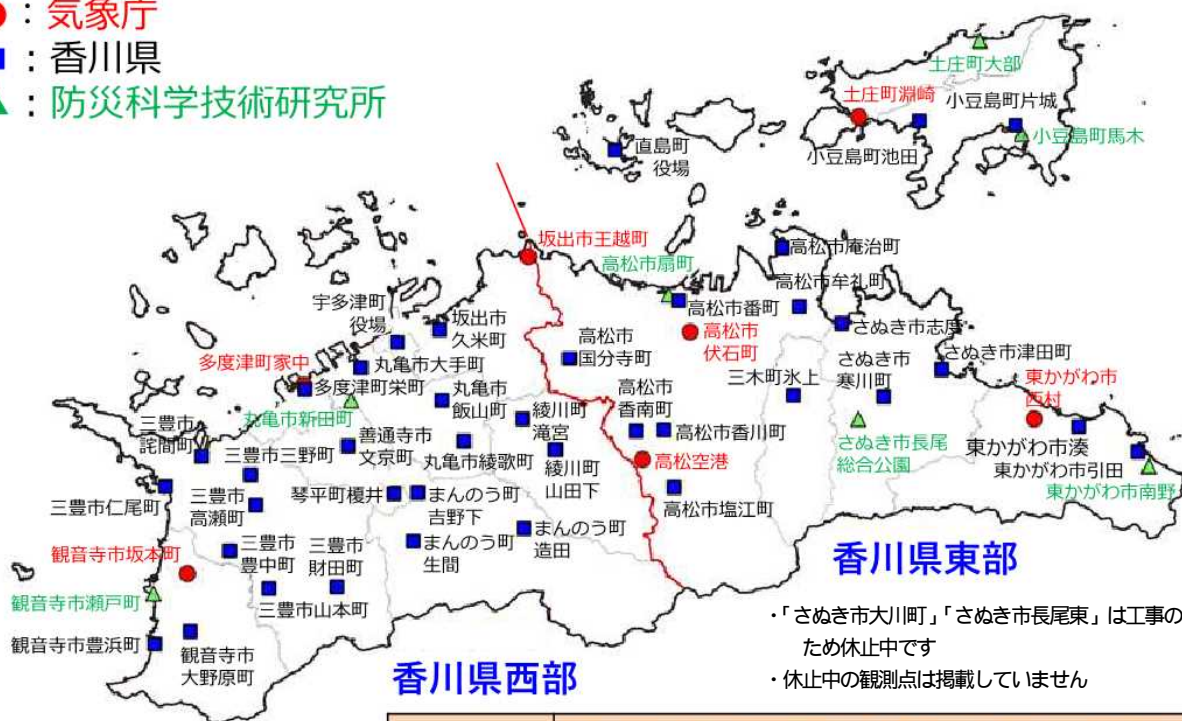 ：気象庁
：香川県
：防災科学技術研究所
土庄町大部
土庄町淵崎
小豆島町片城
小豆島町馬木
小豆島町池田
直島町
役場
坂出市王越町
高松市扇町
高松市庵治町
高松市牟礼町
高松市番町
高松市
伏石町
さぬき市志度
さぬき市津田町
宇多津町
役場
坂出市
久米町
高松市
国分寺町
さぬき市
寒川町
東かがわ市
西村
多度津町家中
丸亀市大手町
多度津町栄町
丸亀市新田町
丸亀市
飯山町
高松市
香南町
三木町氷上
三豊市
詫間町
善通寺市
文京町
綾川町
滝宮
高松市香川町
さぬき市長尾
総合公園
東かがわ市湊
三豊市三野町
丸亀市綾歌町
綾川町
山田下
高松空港
東かがわ市引田
東かがわ市南野
三豊市仁尾町
三豊市
高瀬町
琴平町榎井
まんのう町
吉野下
高松市塩江町
まんのう町
造田
まんのう町
生間
観音寺市坂本町
三豊市
豊中町
三豊市
財田町
香川県東部
観音寺市瀬戸町
三豊市山本町
観音寺市豊浜町
観音寺市
大野原町
香川県西部
・「さぬき市大川町」「さぬき市長尾東」は工事の
ため休止中です
・休止中の観測点は掲載していません